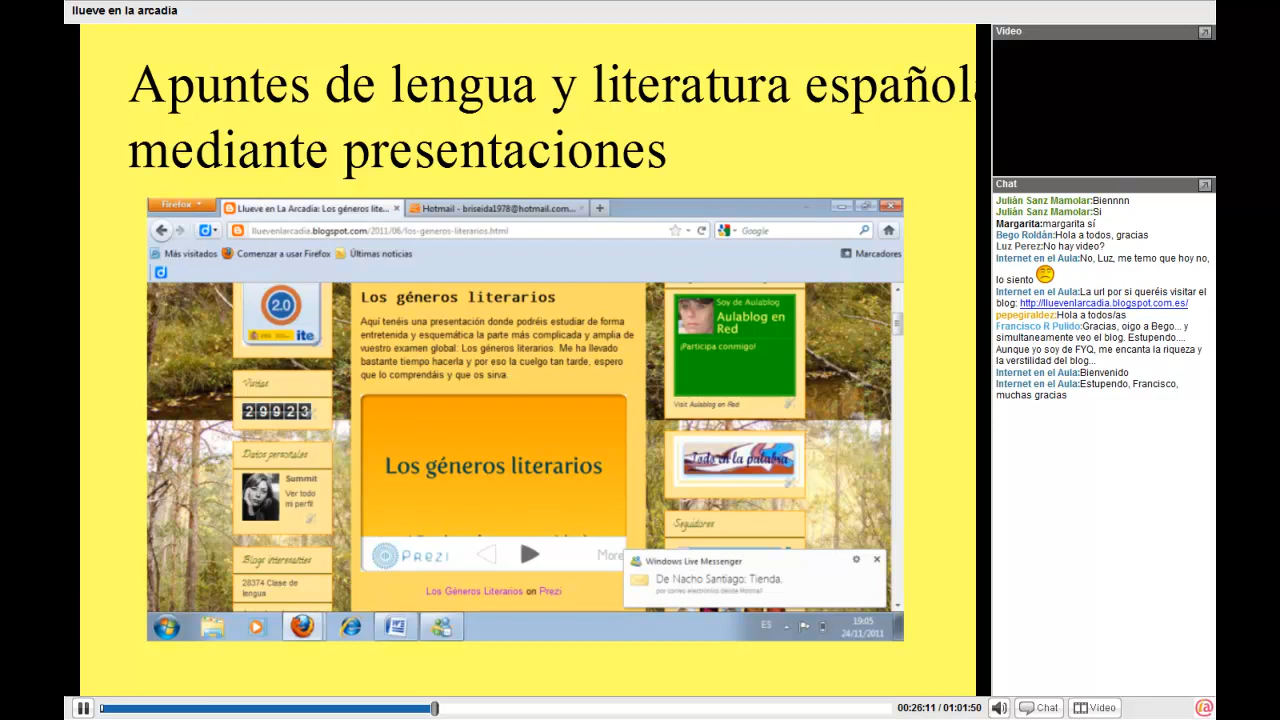 llueve en la arcadia
Apuntes de lengua y literatura español
mediante presentaciones
Firefox
Llueve en La Arcadia: Los géneros lite...
Hotmail - briseida1978@hotmail.com...
lluevenlarcadia.blogspot.com/2011/06/los-generos-literarios.html
Google
Más visitados
Comenzar a usar Firefox
Últimas noticias
Marcadores
2.0
ite
Visitas
29923
Datos personales
Summit
Ver todo
mi perfil
Blogs interesantes
28374 Clase de
lengua
Los géneros literarios
Aquí tenéis una presentación donde podréis estudiar de forma
entretenida y esquemática la parte más complicada y amplia de
vuestro examen global: Los géneros literarios. Me ha llevado
bastante tiempo hacerla y por eso la cuelgo tan tarde, espero
que lo comprendáis y que os sirva.
Los géneros literarios
Prezi
More
Los Géneros Literarios on Prezi
Soy de Aulablog
Aulablog en
Red
¡Participa conmigo!
Visit Aulablog en Red
Todo en la palabra
Seguidores
Windows Live Messenger
De Nacho Santiago: Tienda.
por correo electrónico desde Hotmail
ES
19:05
24/11/2011
Video
Chat
Julián Sanz Mamolar:Biennnn
Julián Sanz Mamolar:Si
Margarita:margarita sí
Bego Roldán:Hola a todos, gracias
Luz Perez:No hay video?
Internet en el Aula:No, Luz, me temo que hoy no,
lo siento
Internet en el Aula:La url por si queréis visitar el
blog: http://lluevenlarcadia.blogspot.com.es/
pepegiraldez:Hola a todos/as
Francisco R Pulido:Gracias, oigo a Bego... y
simultaneamente veo el blog. Estupendo....
Aunque yo soy de FYQ, me encanta la riqueza y
la verstilidad del blog...
Internet en el Aula:Bienvenido
Internet en el Aula:Estupendo, Francisco,
muchas gracias
00:26:11 / 01:01:50
Chat
Video